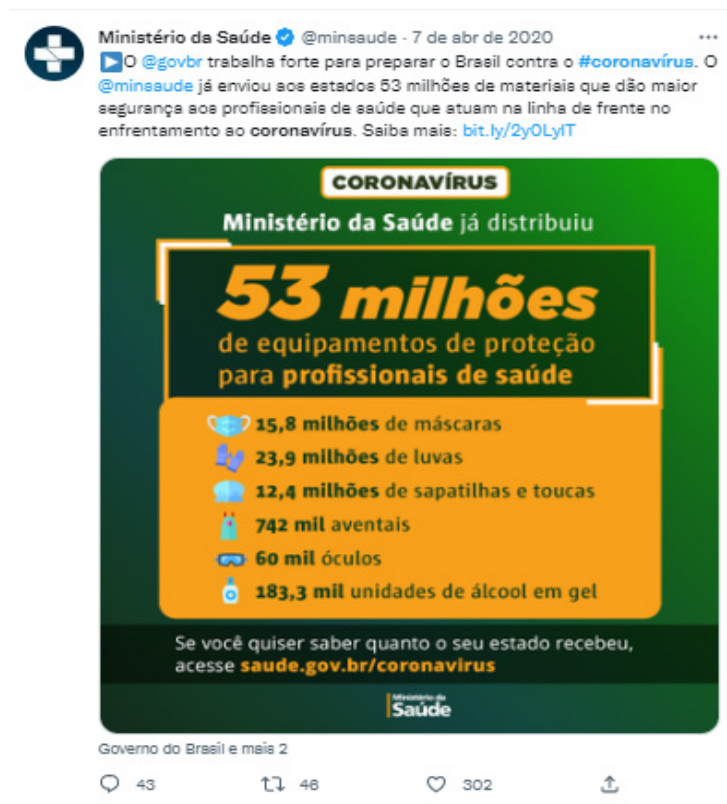 Ministério da Saúde @minsaude · 7 de abr de 2020
O @govbr trabalha forte para preparar o Brasil contra o #coronavírus. O
@minsaude já enviou aos estados 53 milhões de materiais que dão maior
segurança aos profissionais de saúde que atuam na linha de frente no
enfrentamento ao coronavírus. Saiba mais: bit.ly/2yOLyIT
CORONAVÍRUS
Ministério da Saúde já distribuiu
53 milhões
de equipamentos de proteção
para profissionais de saúde
15,8 milhões de máscaras
23,9 milhões de luvas
12,4 milhões de sapatilhas e toucas
742 mil aventais
60 mil óculos
183,3 mil unidades de álcool em gel
Se você quiser saber quanto o seu estado recebeu,
acesse saude.gov.br/coronavirus
Ministério da
Saúde
Governo do Brasil e mais 2
43 46 302